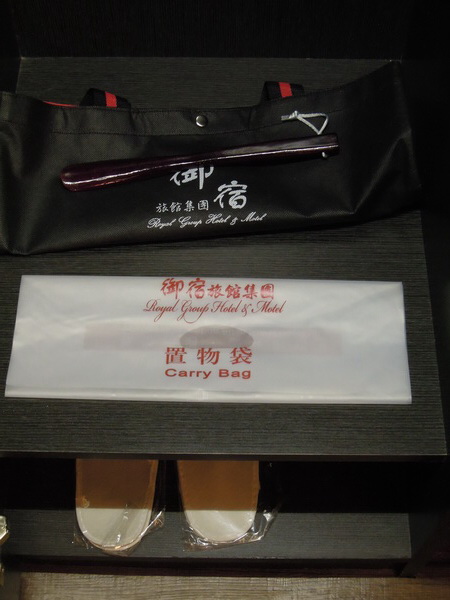 御宿
旅館集團
Royal Group Hotel & Motel
御宿旅館集團
Royal Group Hotel & Motel
置物袋
Carry Bag